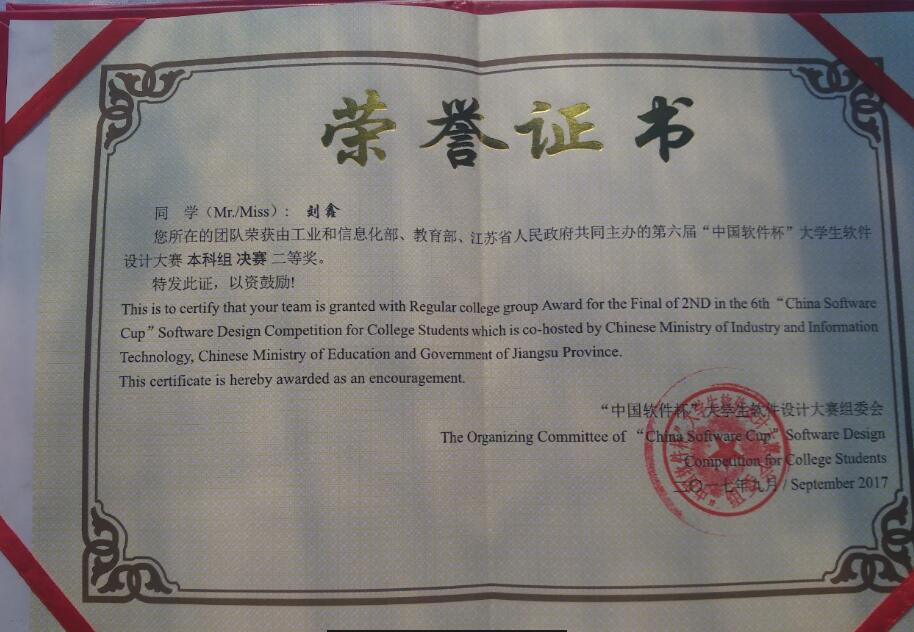 荣誉证书
同 学（Mr./Miss）： 刘鑫
您所在的团队荣获由工业和信息化部、教育部、江苏省人民政府共同主办的第六届“中国软件杯”大学生软件
设计大赛 本科组 决赛 二等奖。
特发此证，以资鼓励!
This is to certify that your team is granted with Regular college group Award for the Final of 2ND in the 6th “China Software
Cup” Software Design Competition for College Students which is co-hosted by Chinese Ministry of Industry and Information
Technology, Chinese Ministry of Education and Government of Jiangsu Province.
This certificate is hereby awarded as an encouragement.
“中国软件杯”大学生软件设计大赛组委会
The Organizing Committee of “China Software Cup” Software Design
Competition for College Students
二〇一七年九月 / September 2017